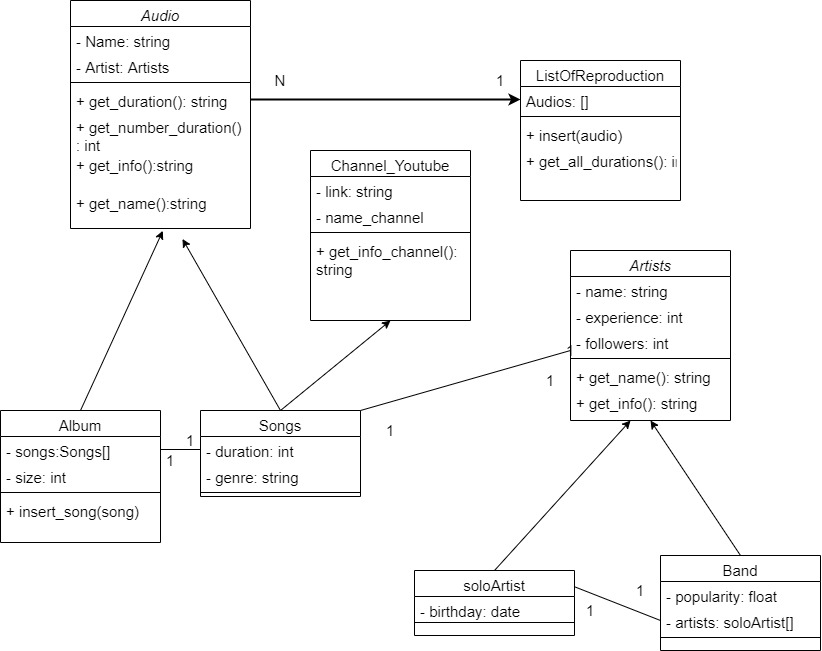 Audio
- Name: string
- Artist: Artists
+ get_duration(): string
+ get_number_duration()
: int
+ get_info():string
+ get_name():string
N
1
ListOfReproduction
Audios: []
+ insert(audio)
+ get_all_durations(): i
Channel_Youtube
- link: string
- name_channel
+ get_info_channel():
string
Artists
- name: string
- experience: int
- followers: int
+ get_name(): string
+ get_info(): string
1
1
Album
- songs:Songs[]
- size: int
+ insert_song(song)
1
1
Songs
- duration: int
- genre: string
soloArtist
- birthday: date
1
1
Band
- popularity: float
- artists: soloArtist[]